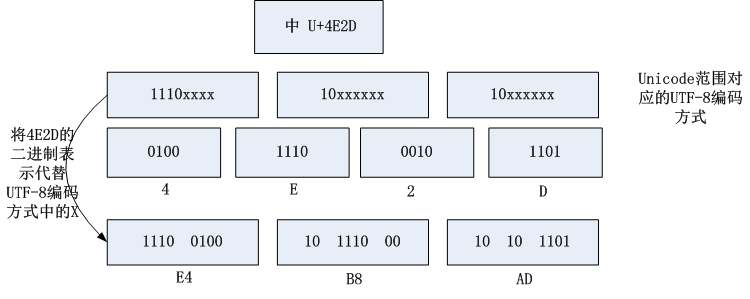 中 U+4E2D
1110xxxx 10xxxxxx 10xxxxxx
Unicode范围对
应的UTF-8编码
方式
将4E2D的
二进制表
示代替
UTF-8编码
方式中的X
0100 1110 0010 1101
4 E 2 D
1110 0100 10 1110 00 10 10 1101
E4 B8 AD